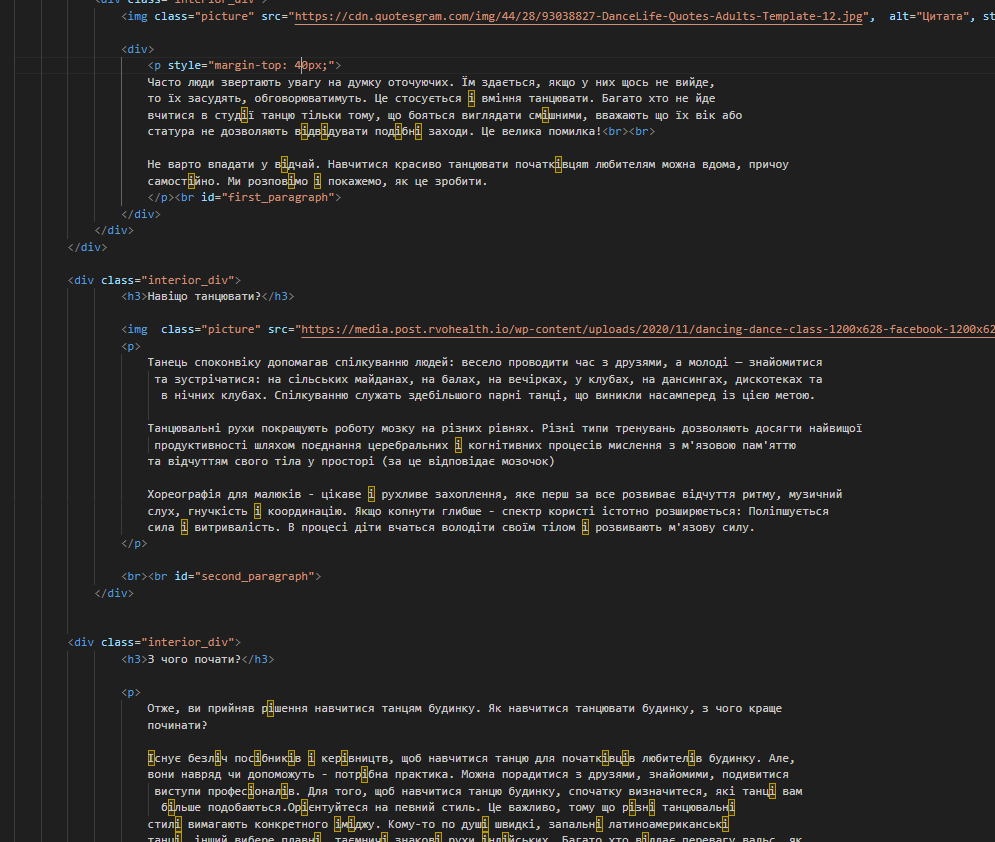 <div class="interior_div">
<img class="picture" src="https://cdn.quotesgram.com/img/44/28/93038827-DanceLife-Quotes-Adults-Template-12.jpg", alt="Цитата", st
<div>
<p style="margin-top: 40px;">
Часто люди звертають увагу на думку оточуючих. Їм здається, якщо у них щось не вийде,
то їх засудять, обговорюватимуть. Це стосується і вміння танцювати. Багато хто не йде
вчитися в студії танцю тільки тому, що бояться виглядати смішними, вважають що їх вік або
статура не дозволяють відвідувати подібні заходи. Це велика помилка!<br><br>
Не варто впадати у відчай. Навчитися красиво танцювати початківцям любителям можна вдома, причоу
самостійно. Ми розповімо і покажемо, як це зробити.
</p><br id="first_paragraph">
</div>
</div>
</div>
<div class="interior_div">
<h3>Навіщо танцювати?</h3>
<img class="picture" src="https://media.post.rvohealth.io/wp-content/uploads/2020/11/dancing-dance-class-1200x628-facebook-1200x62
<p>
Танець споконвіку допомагав спілкуванню людей: весело проводити час з друзями, а молоді — знайомитися
та зустрічатися: на сільських майданах, на балах, на вечірках, у клубах, на дансингах, дискотеках та
в нічних клубах. Спілкуванню служать здебільшого парні танці, що виникли насамперед із цією метою.
Танцювальні рухи покращують роботу мозку на різних рівнях. Різні типи тренувань дозволяють досягти найвищої
продуктивності шляхом поєднання церебральних і когнітивних процесів мислення з м'язовою пам'яттю
та відчуттям свого тіла у просторі (за це відповідає мозочок)
Хореографія для малюків - цікаве і рухливе захоплення, яке перш за все розвиває відчуття ритму, музичний
слух, гнучкість і координацію. Якщо копнути глибше - спектр користі істотно розширюється: Поліпшується
сила і витривалість. В процесі діти вчаться володіти своїм тілом і розвивають м'язову силу.
</p>
<br><br id="second_paragraph">
</div>
<div class="interior_div">
<h3>З чого почати?</h3>
<p>
Отже, ви прийняв рішення навчитися танцям будинку. Як навчитися танцювати будинку, з чого краще
починати?
Існує безліч посібників і керівництв, щоб навчитися танцю для початківців любителів будинку. Але,
вони навряд чи допоможуть - потрібна практика. Можна порадитися з друзями, знайомими, подивитися
виступи професіоналів. Для того, щоб навчитися танцю будинку, спочатку визначитеся, які танці вам
більше подобаються.Орієнтуйтеся на певний стиль. Це важливо, тому що різні танцювальні
стилі вимагають конкретного іміджу. Кому-то по душі швидкі, запальні латиноамериканські
танці, інший вибере плавні, таємничі знакові рухи індійських. Багато хто віддає перевагу вальс, як